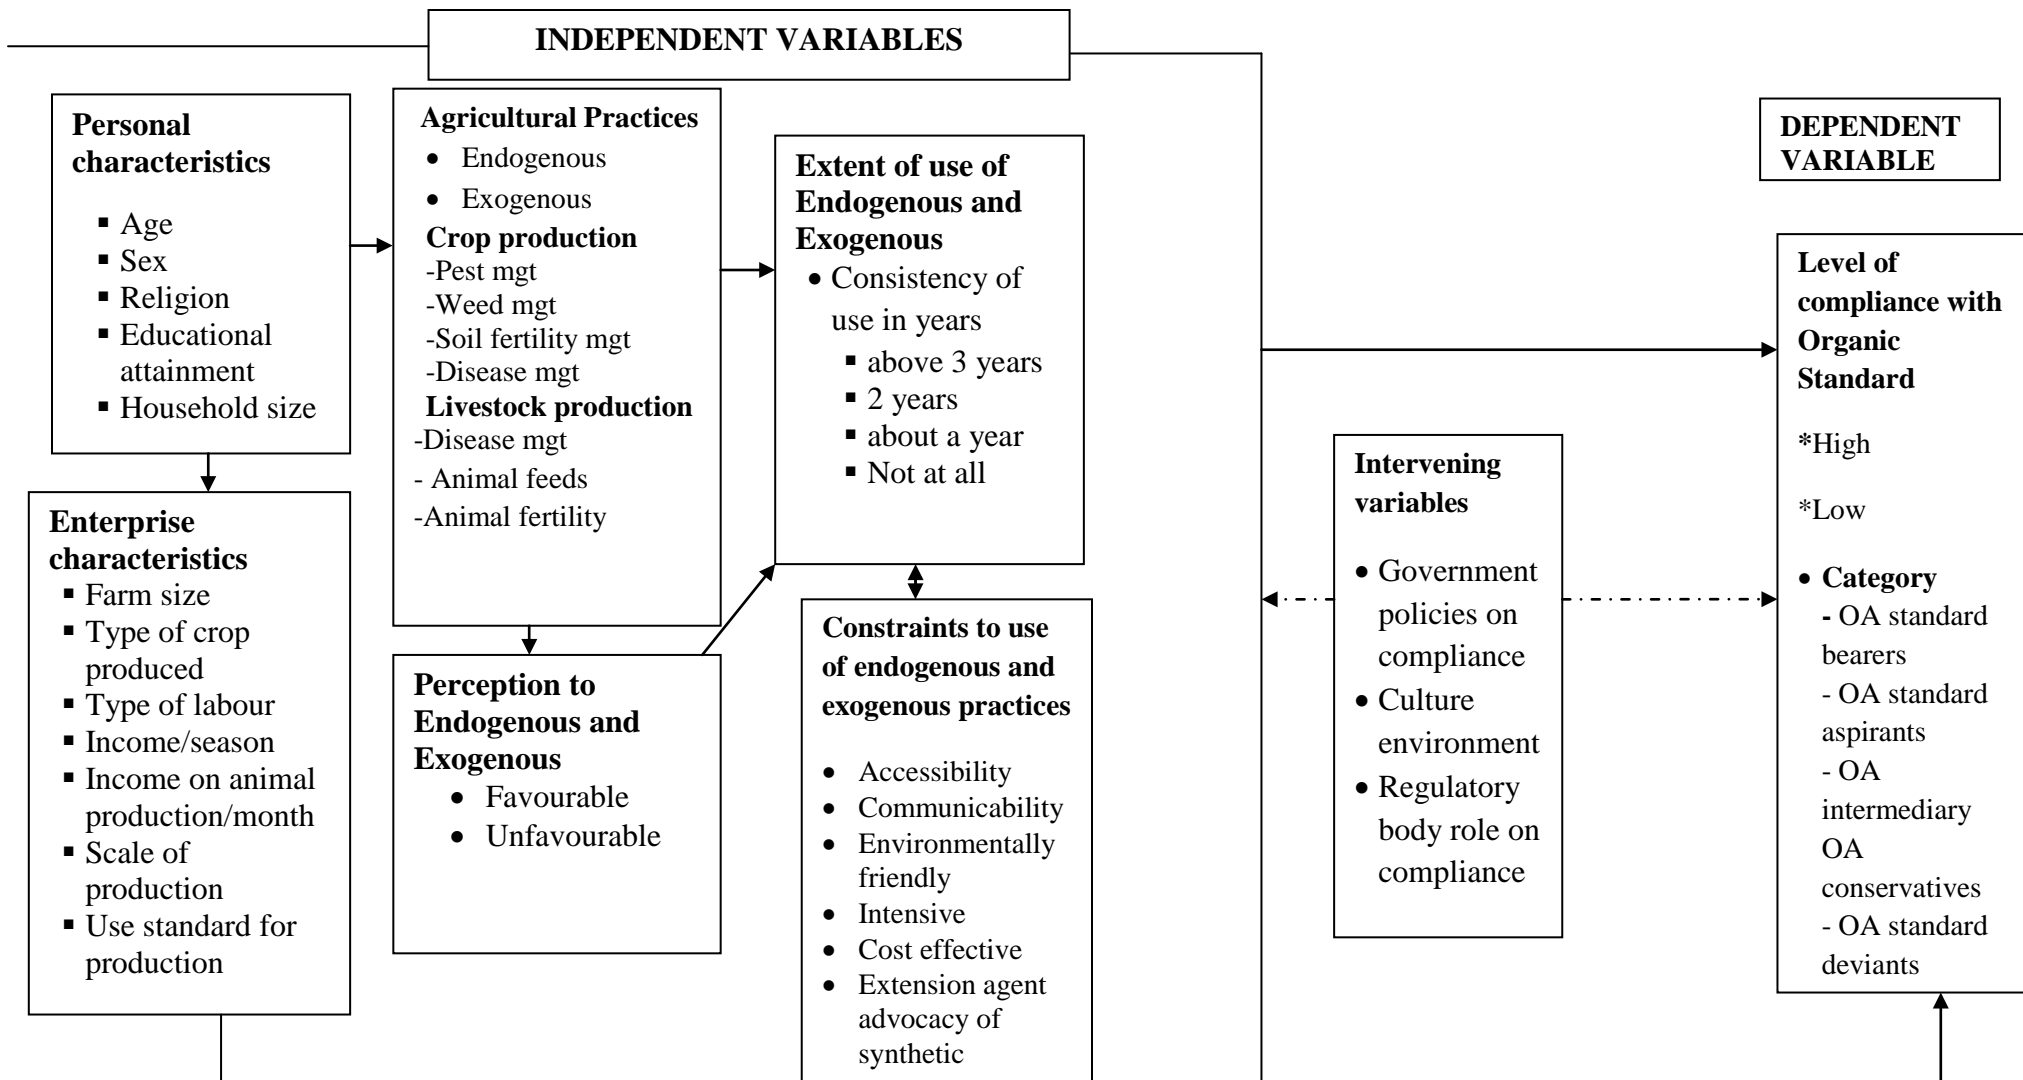 INDEPENDENT VARIABLES
Personal
characteristics
▪ Age
▪ Sex
▪ Religion
▪ Educational
attainment
▪ Household size
Enterprise
characteristics
▪ Farm size
▪ Type of crop
produced
▪ Type of labour
▪ Income/season
▪ Income on animal
production/month
▪ Scale of
production
▪ Use standard for
production
Agricultural Practices
• Endogenous
• Exogenous
Crop production
-Pest mgt
-Weed mgt
-Soil fertility mgt
-Disease mgt
Livestock production
-Disease mgt
- Animal feeds
-Animal fertility
Perception to
Endogenous and
Exogenous
• Favourable
• Unfavourable
Extent of use of
Endogenous and
Exogenous
• Consistency of
use in years
▪ above 3 years
▪ 2 years
▪ about a year
▪ Not at all
Constraints to use
of endogenous and
exogenous practices
• Accessibility
• Communicability
• Environmentally
friendly
• Intensive
• Cost effective
• Extension agent
advocacy of
synthetic
Intervening
variables
• Government
policies on
compliance
• Culture
environment
• Regulatory
body role on
compliance
DEPENDENT
VARIABLE
Level of
compliance with
Organic
Standard
*High
*Low
• Category
- OA standard
bearers
- OA standard
aspirants
- OA
intermediary
OA
conservatives
- OA standard
deviants